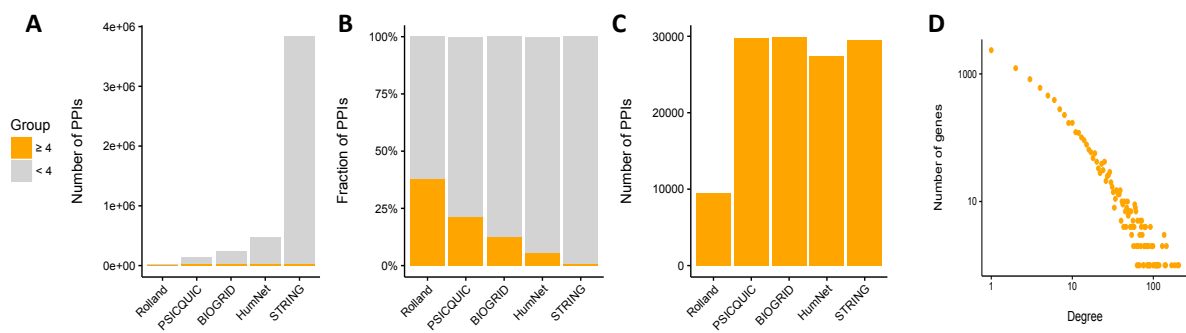 A
Group
≥ 4
< 4
Number of PPIs
4e+06
3e+06
2e+06
1e+06
0e+00
Rolland
PSICQUIC
BIOGRID
HumNet
STRING
B
Fraction of PPIs
100%
75%
50%
25%
0%
Rolland
PSICQUIC
BIOGRID
HumNet
STRING
C
Number of PPIs
30000
20000
10000
0
Rolland
PSICQUIC
BIOGRID
HumNet
STRING
D
Number of genes
1000
10
1
10
100
Degree